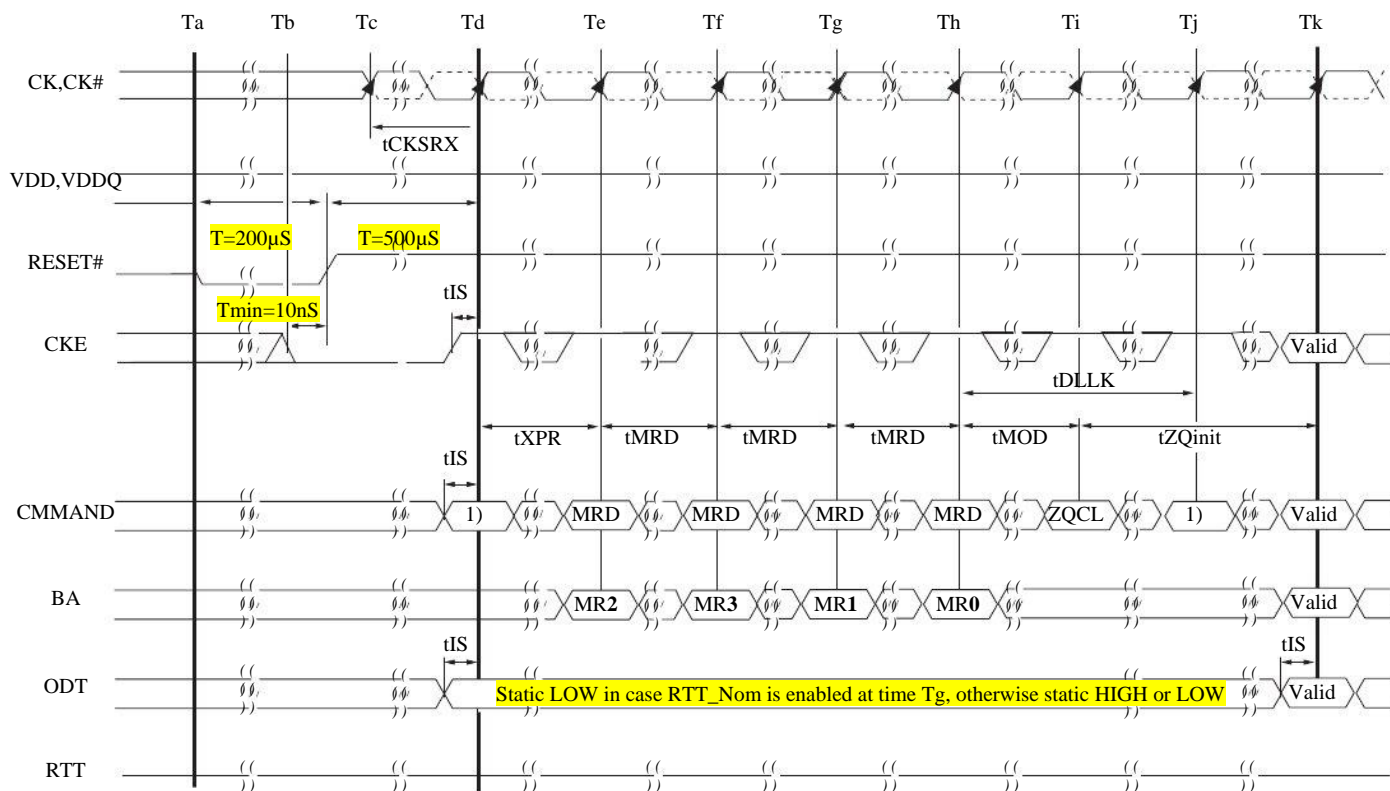 Ta Tb Tc Td Te Tf Tg Th Ti Tj Tk
CK,CK#
tCKSRX
VDD,VDDQ
T=200µS T=500µS
RESET#
Tmin=10nS tIS
CKE Valid
tDLLK
tXPR tMRD tMRD tMRD tMOD tZQinit
tIS
CMMAND 1) MRD MRD MRD MRD ZQCL 1) Valid
BA MR2 MR3 MR1 MR0 Valid
tIS tIS
ODT Static LOW in case RTT_Nom is enabled at time Tg, otherwise static HIGH or LOW Valid
RTT